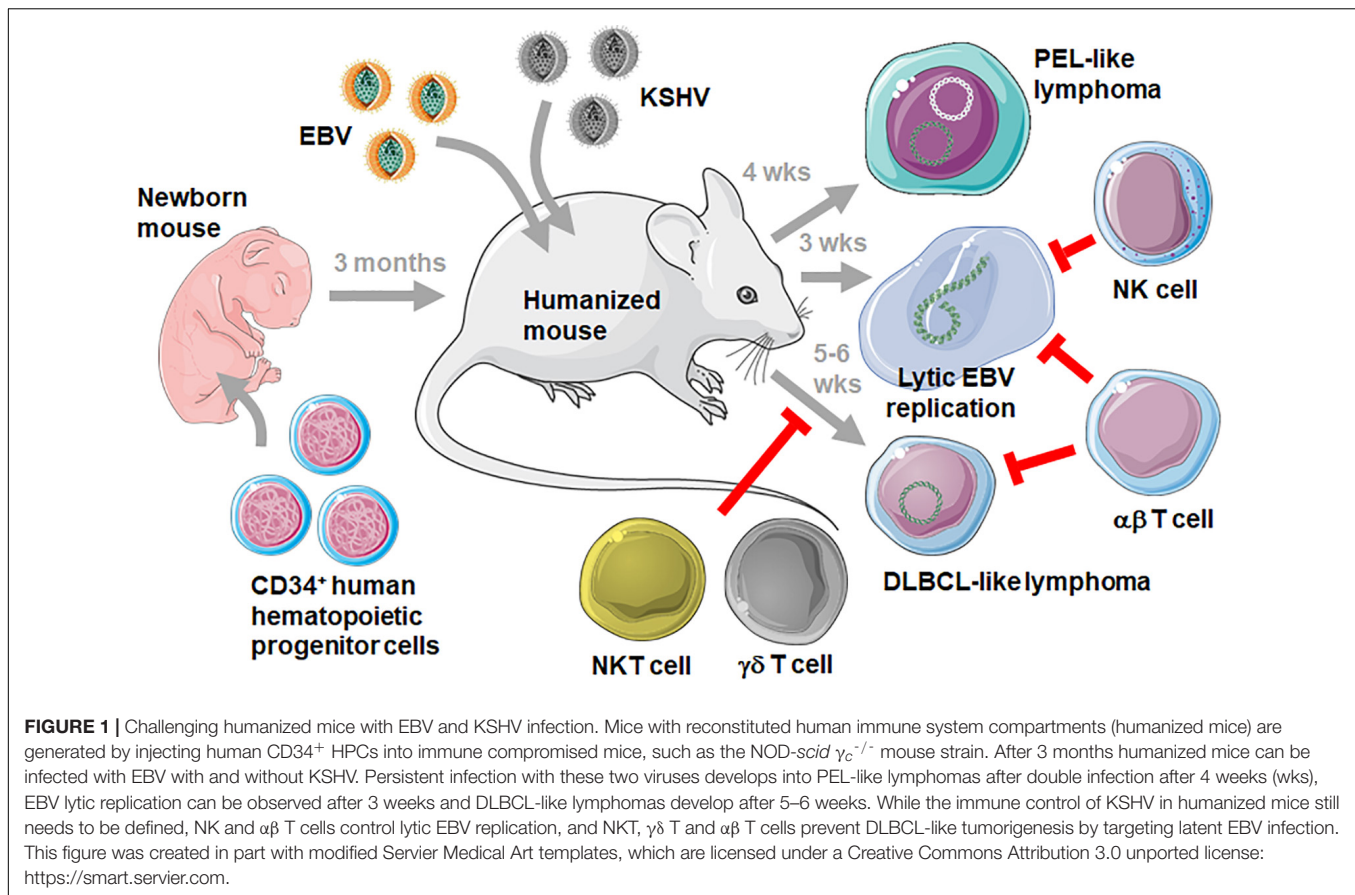 PEL-like
lymphoma
KSHV
EBV
4 wks
Newborn
mouse
3 wks
3 months
NK cell
Humanized
mouse
5-6
wks
Lytic EBV
replication
αβ T cell
CD34⁺ human
hematopoietic
progenitor cells
DLBCL-like lymphoma
NKT cell
γδ T cell
FIGURE 1 | Challenging humanized mice with EBV and KSHV infection. Mice with reconstituted human immune system compartments (humanized mice) are
generated by injecting human CD34⁺ HPCs into immune compromised mice, such as the NOD-scid γc⁻/⁻ mouse strain. After 3 months humanized mice can be
infected with EBV with and without KSHV. Persistent infection with these two viruses develops into PEL-like lymphomas after double infection after 4 weeks (wks),
EBV lytic replication can be observed after 3 weeks and DLBCL-like lymphomas develop after 5–6 weeks. While the immune control of KSHV in humanized mice still
needs to be defined, NK and αβ T cells control lytic EBV replication, and NKT, γδ T and αβ T cells prevent DLBCL-like tumorigenesis by targeting latent EBV infection.
This figure was created in part with modified Servier Medical Art templates, which are licensed under a Creative Commons Attribution 3.0 unported license:
https://smart.servier.com.